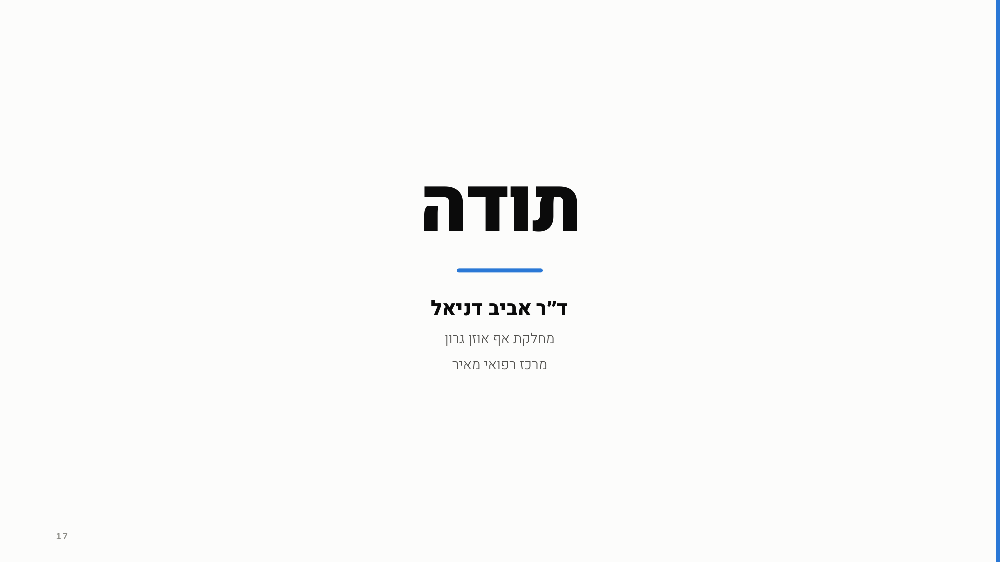 תודה
ד״ר אביב דניאל
מחלקת אף אוזן גרון
מרכז רפואי מאיר
17